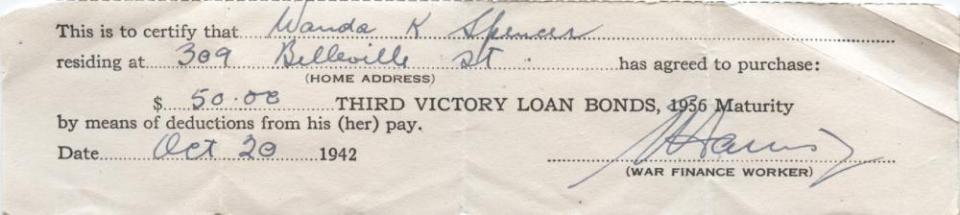 This is to certify that Wanda K Spencer
residing at 309 Belleville St. has agreed to purchase:
(HOME ADDRESS)
$ 50.00 THIRD VICTORY LOAN BONDS, 1956 Maturity
by means of deductions from his (her) pay.
Date Oct 20 1942
(WAR FINANCE WORKER)